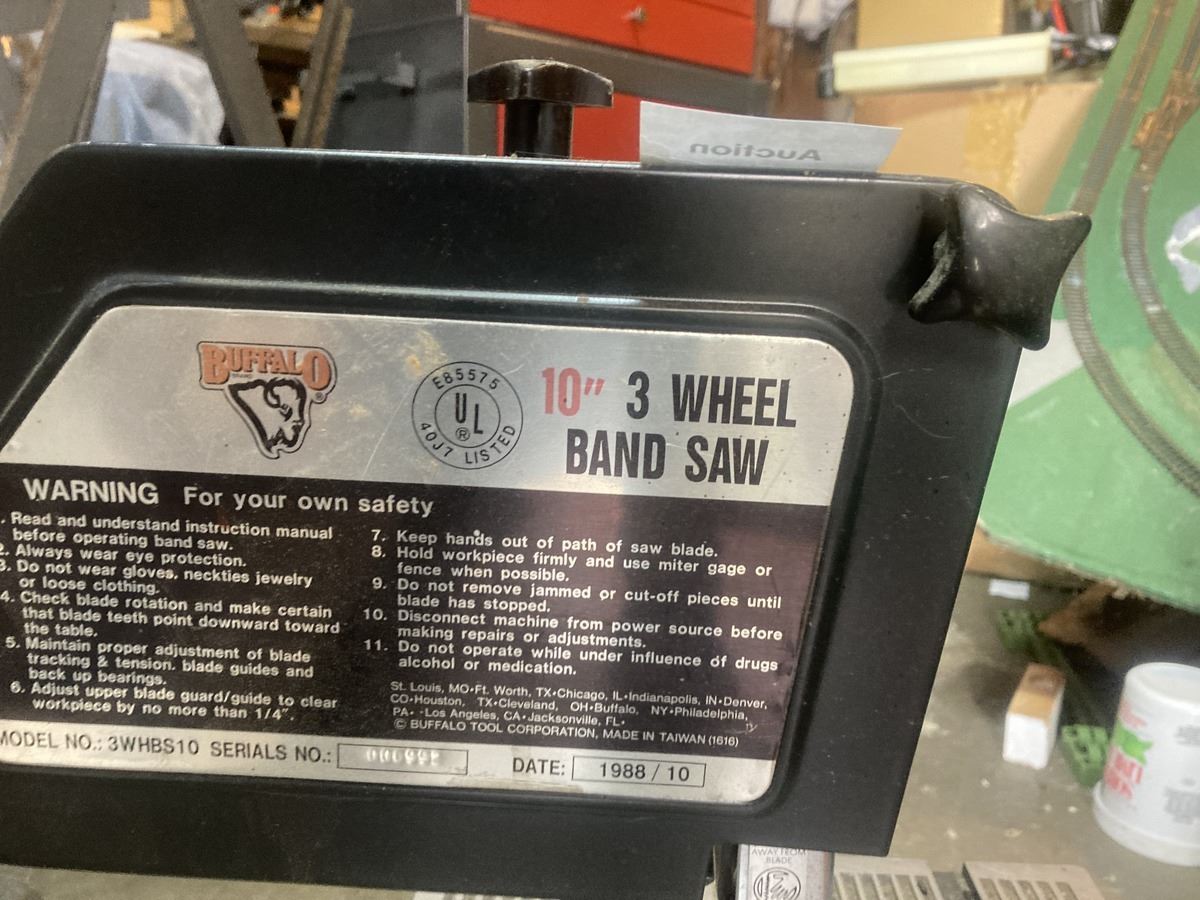 Auction
BUFFALO
BRAND
®
E85575
UL
®
40J7 LISTED
10" 3 WHEEL
BAND SAW
WARNING For your own safety
1. Read and understand instruction manual
before operating band saw.
2. Always wear eye protection.
3. Do not wear gloves, neckties jewelry
or loose clothing.
4. Check blade rotation and make certain
that blade teeth point downward toward
the table.
5. Maintain proper adjustment of blade
tracking & tension. blade guides and
back up bearings.
6. Adjust upper blade guard/guide to clear
workpiece by no more than 1/4".
7. Keep hands out of path of saw blade.
8. Hold workpiece firmly and use miter gage or
fence when possible.
9. Do not remove jammed or cut-off pieces until
blade has stopped.
10. Disconnect machine from power source before
making repairs or adjustments.
11. Do not operate while under influence of drugs
alcohol or medication.
St. Louis, MO•Ft. Worth, TX•Chicago, IL•Indianapolis, IN•Denver,
CO•Houston, TX•Cleveland, OH•Buffalo, NY•Philadelphia,
PA• •Los Angeles, CA•Jacksonville, FL•
© BUFFALO TOOL CORPORATION, MADE IN TAIWAN (1616)
MODEL NO.: 3WHBS10 SERIALS NO.:
DATE: 1988 / 10
AWAY FROM
BLADE